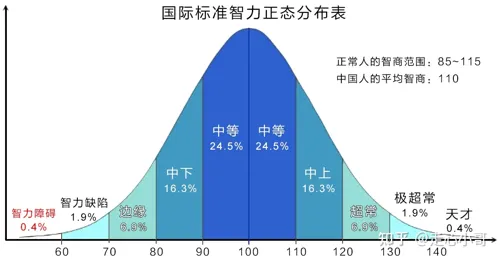 国际标准智力正态分布表
正常人的智商范围：85~115
中国人的平均智商：110
中等
24.5%
中等
24.5%
中下
16.3%
中上
16.3%
智力障碍
0.4%
智力缺陷
1.9%
边缘
6.9%
超常
6.9%
极超常
1.9%
天才
0.4%
60
70
80
90
100
110
120
130
140
知乎 @走心小哥